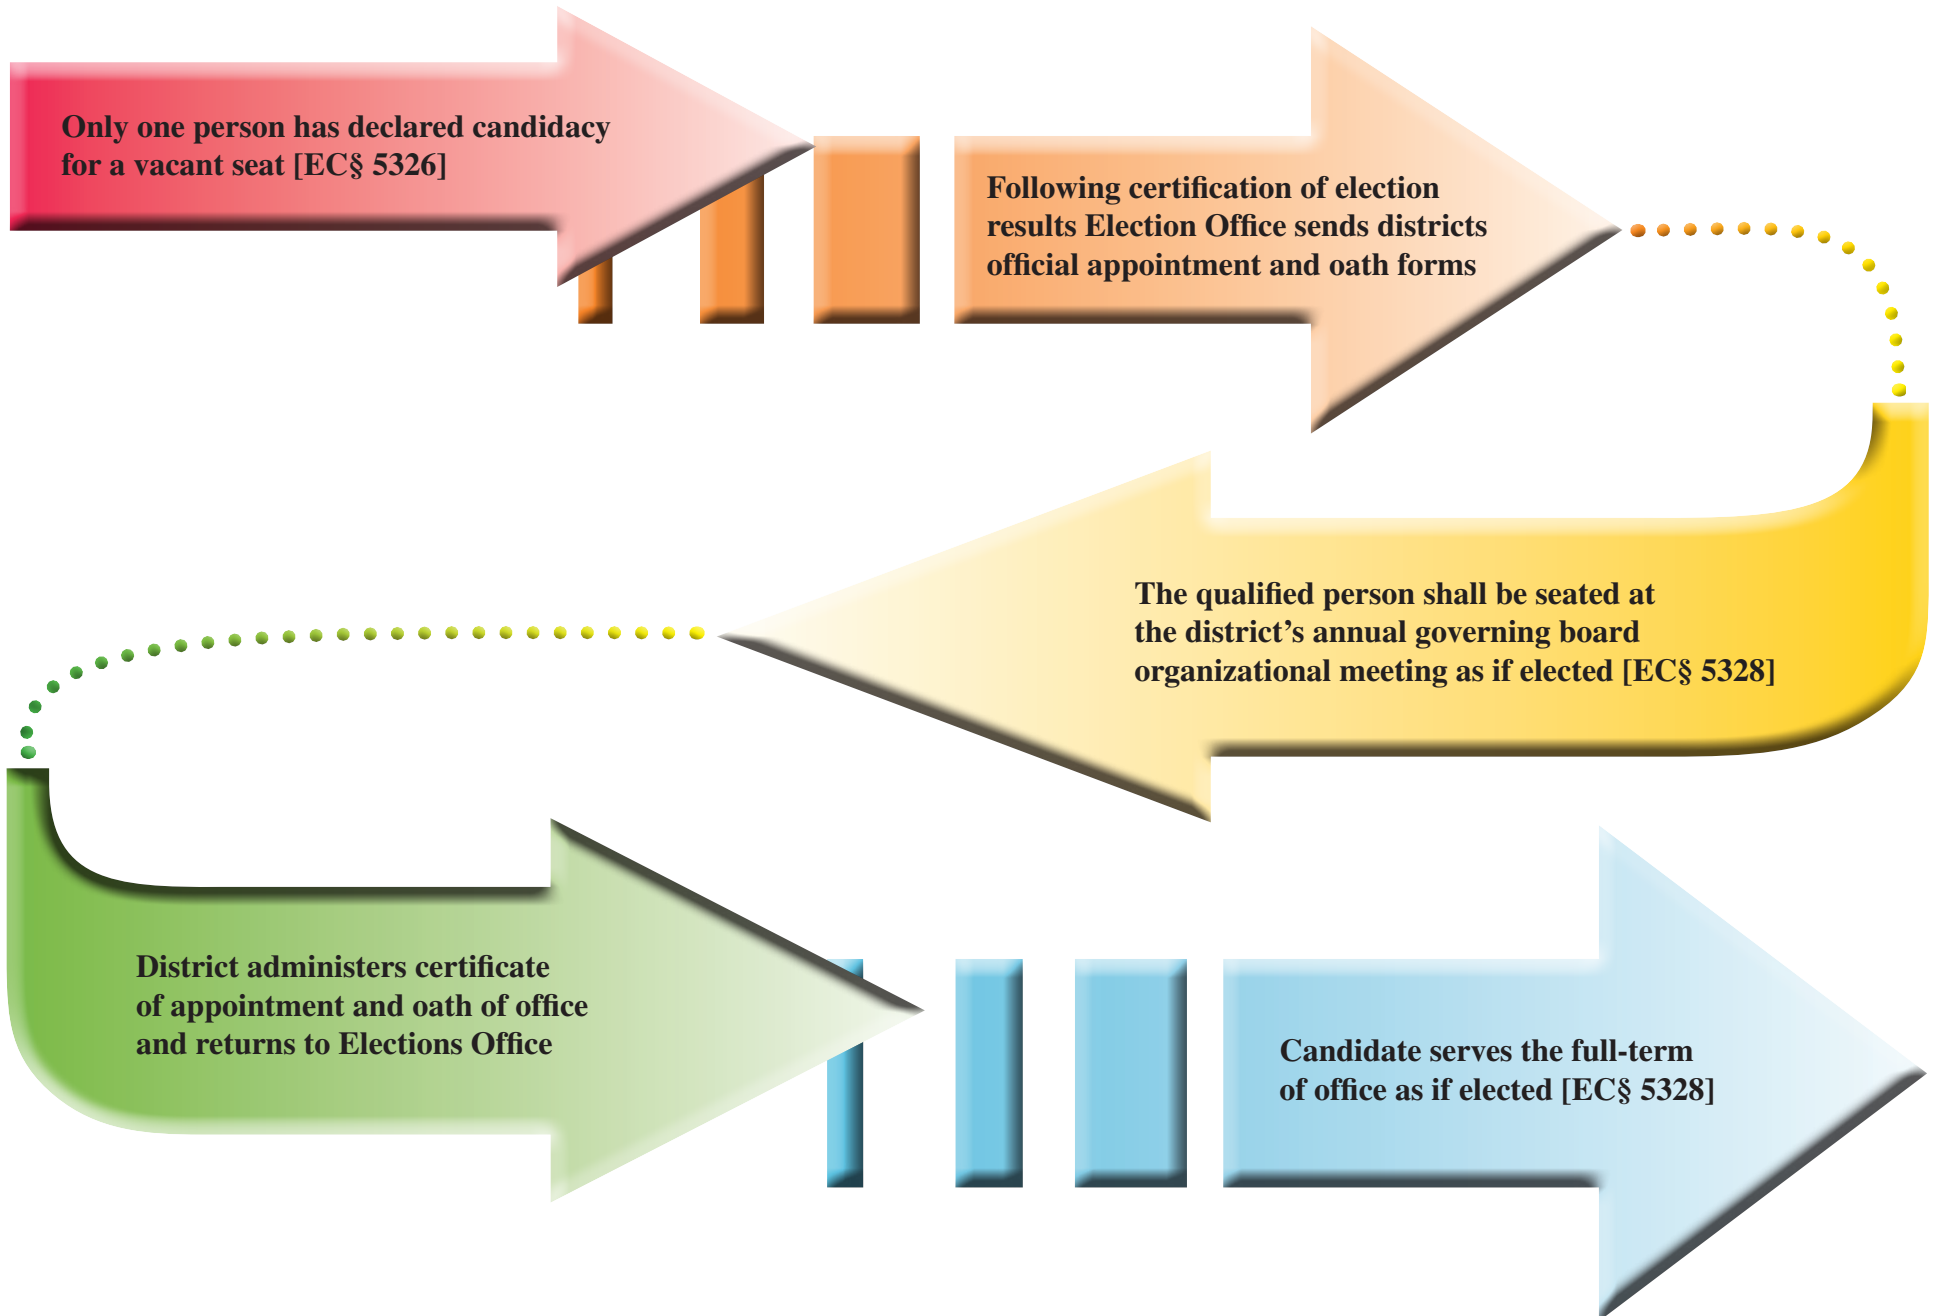 Only one person has declared candidacy
for a vacant seat [EC§ 5326]
Following certification of election
results Election Office sends districts
official appointment and oath forms
The qualified person shall be seated at
the district’s annual governing board
organizational meeting as if elected [EC§ 5328]
District administers certificate
of appointment and oath of office
and returns to Elections Office
Candidate serves the full-term
of office as if elected [EC§ 5328]